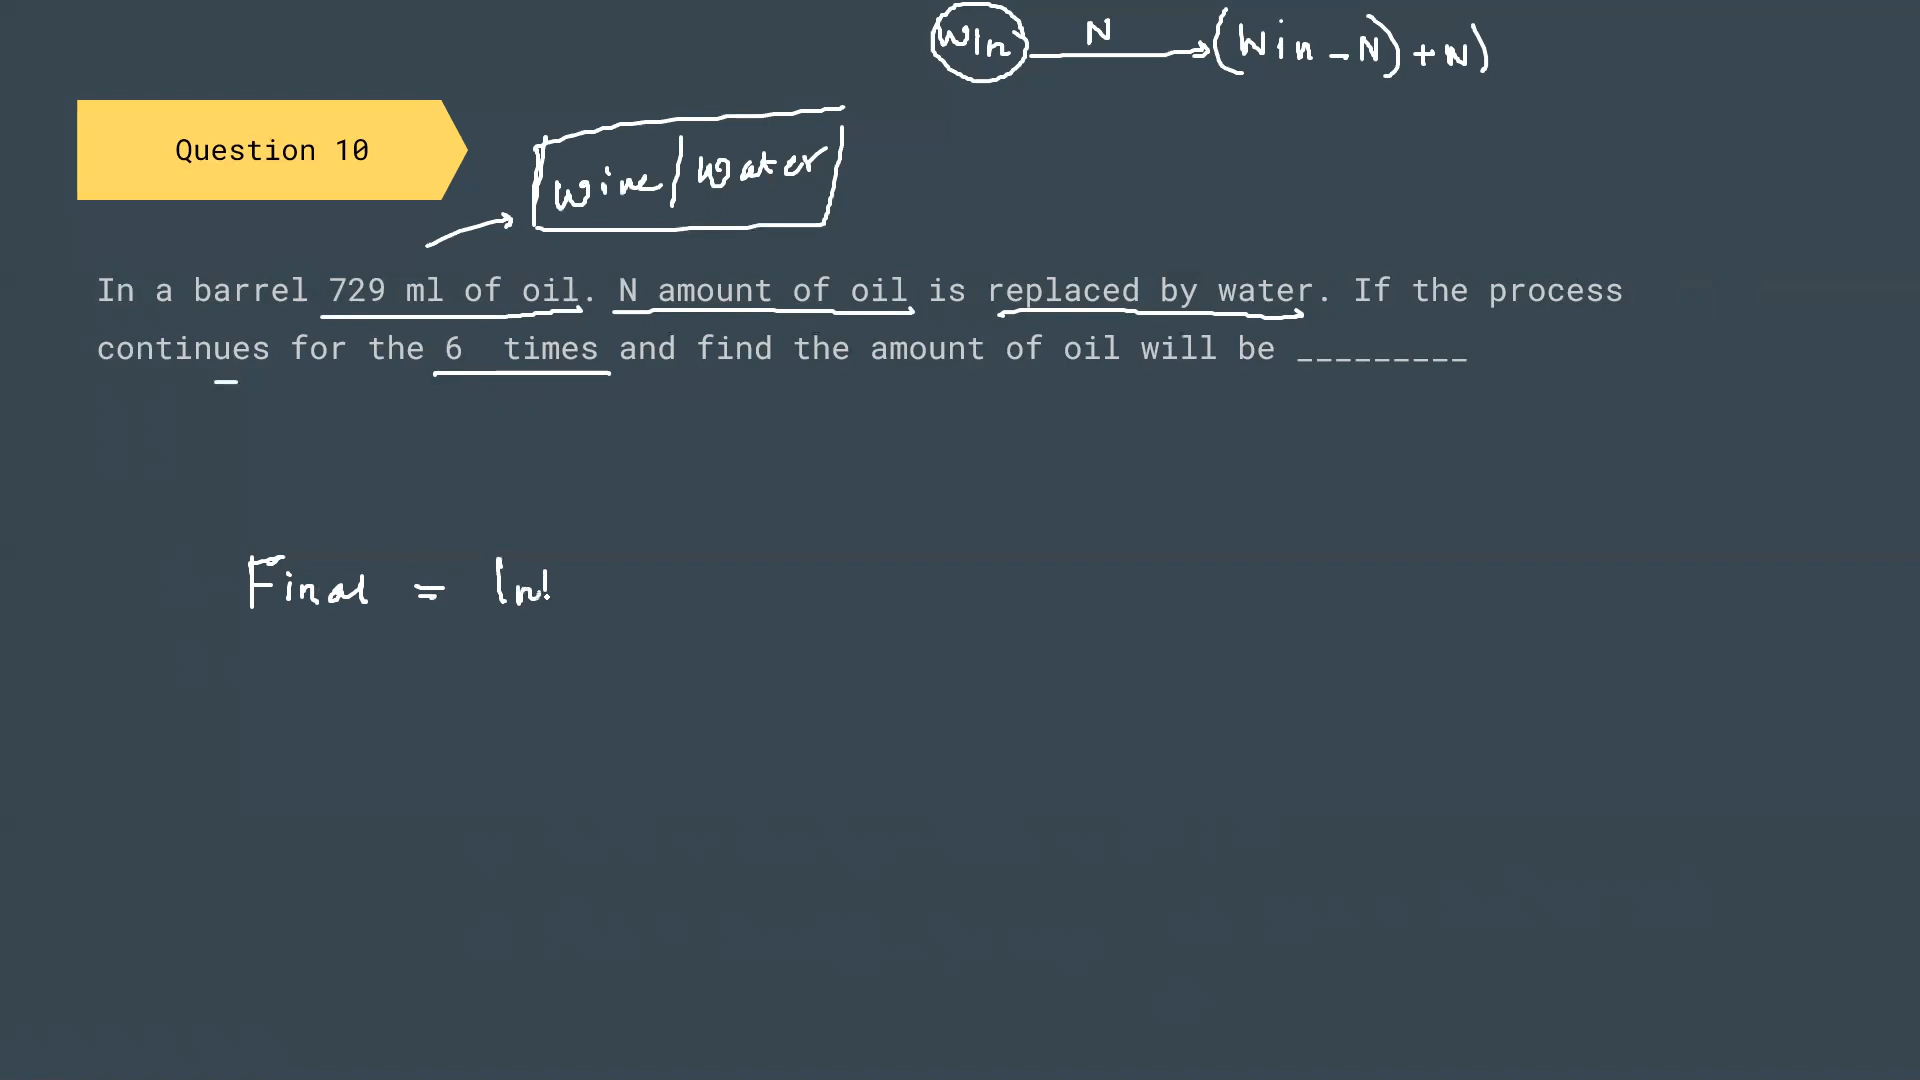 Win N (Win - N) + N)
Question 10
Wine / Water
In a barrel 729 ml of oil. N amount of oil is replaced by water. If the process
continues for the 6 times and find the amount of oil will be _________
Final = Ini